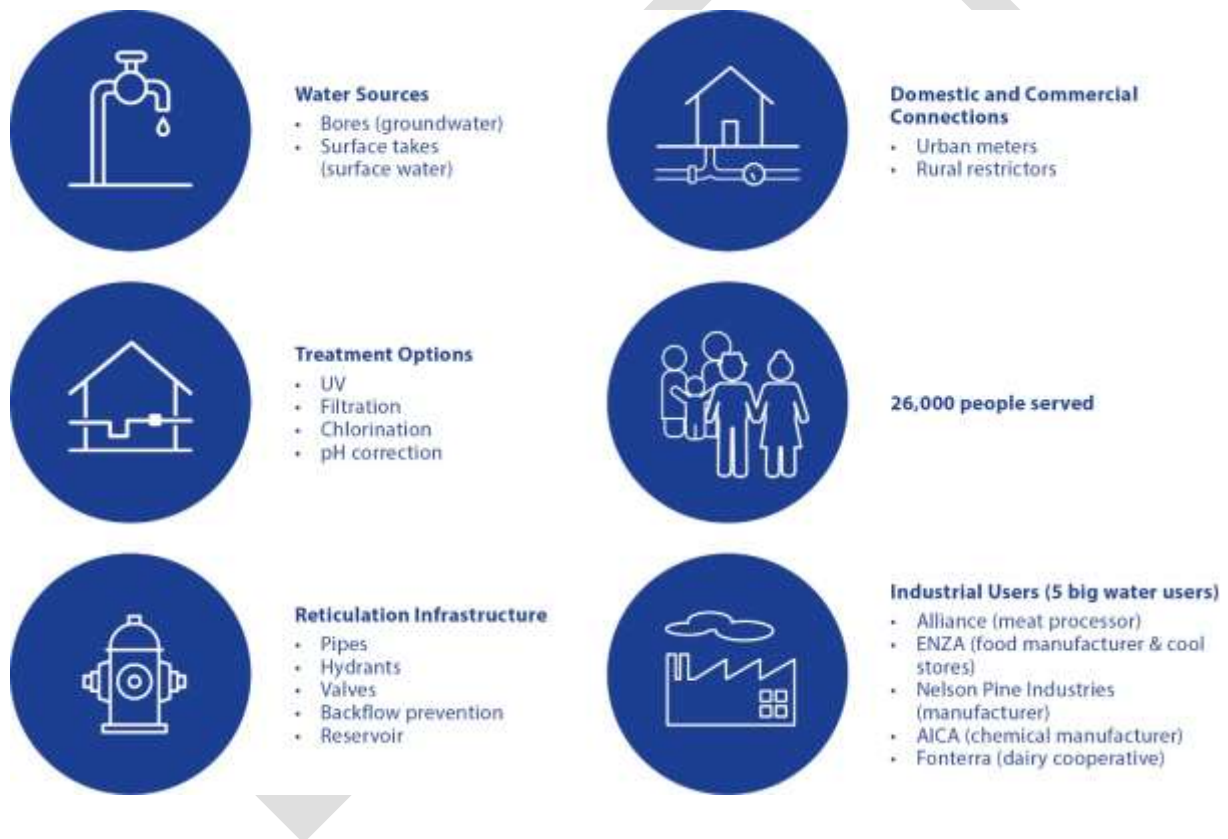 Water Sources
• Bores (groundwater)
• Surface takes
(surface water)
Domestic and Commercial
Connections
• Urban meters
• Rural restrictors
Treatment Options
• UV
• Filtration
• Chlorination
• pH correction
26,000 people served
Reticulation Infrastructure
• Pipes
• Hydrants
• Valves
• Backflow prevention
• Reservoir
Industrial Users (5 big water users)
• Alliance (meat processor)
• ENZA (food manufacturer & cool
stores)
• Nelson Pine Industries
(manufacturer)
• AICA (chemical manufacturer)
• Fonterra (dairy cooperative)